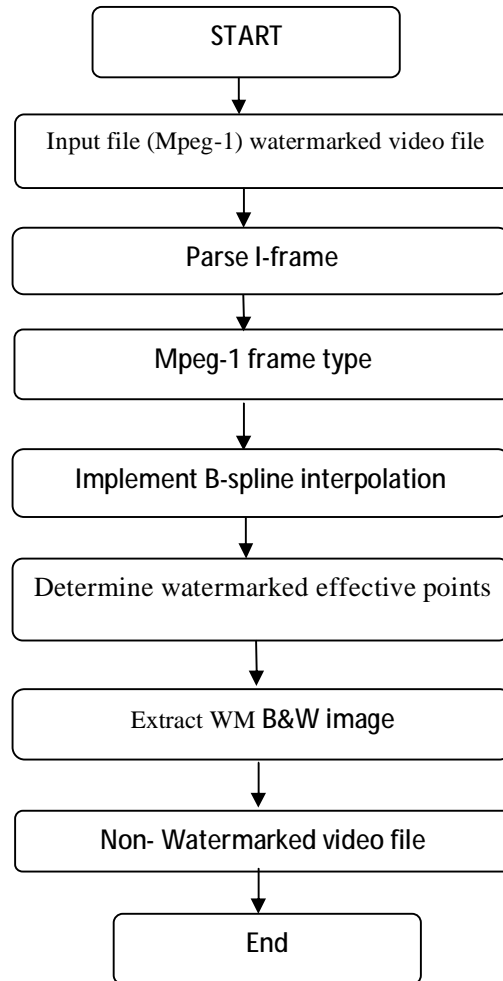 START
Input file (Mpeg-1) watermarked video file
Parse I-frame
Mpeg-1 frame type
Implement B-spline interpolation
Determine watermarked effective points
Extract WM B&W image
Non- Watermarked video file
End